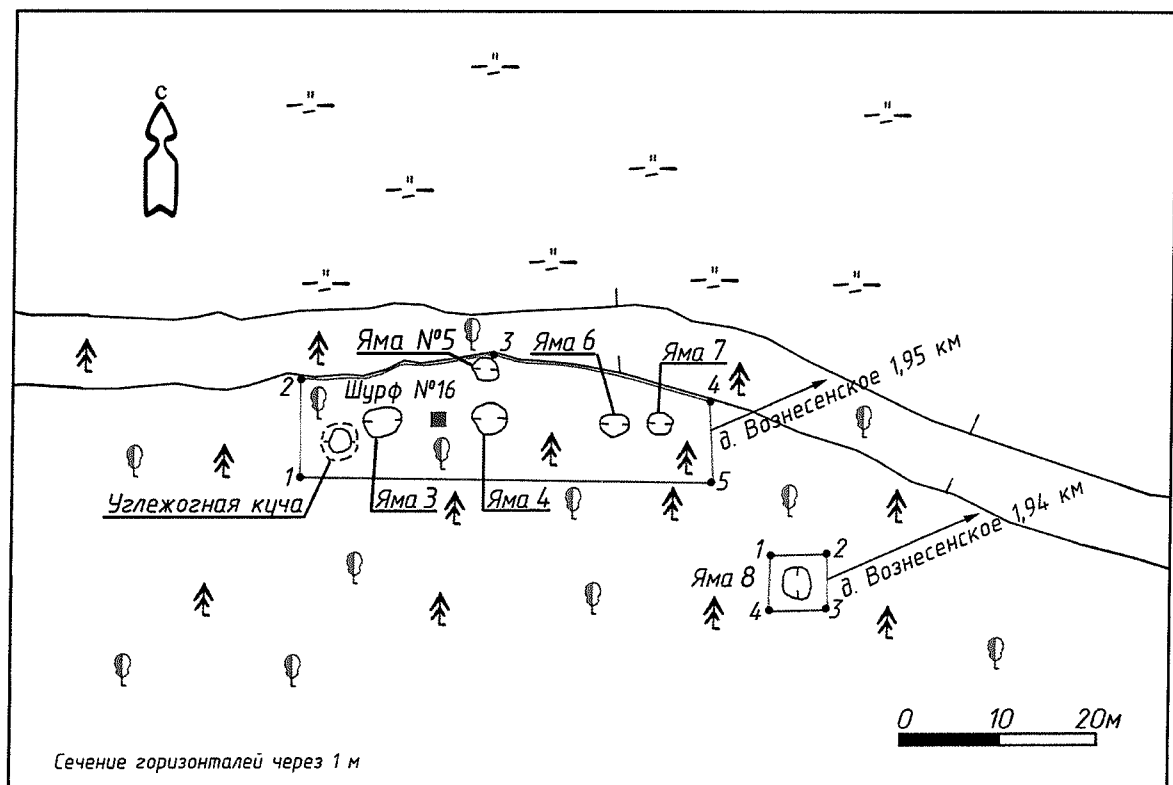 С
Яма №5
3
Яма 6
Яма 7
2
Шурф №16
4
д. Вознесенское 1,95 км
1
5
Углежогная куча
Яма 3
Яма 4
д. Вознесенское 1,94 км
1
2
Яма 8
4
3
0 10 20м
Сечение горизонталей через 1 м